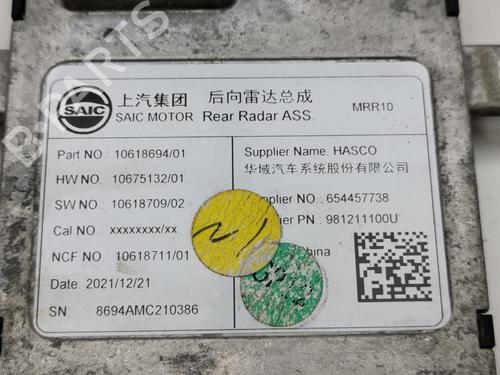 B-PARTS
SAIC 上汽集团 后向雷达总成 MRR10
SAIC MOTOR Rear Radar ASS.
Part NO. 10618694/01
HW NO. 10675132/01
SW NO. 10618709/02
Cal NO. xxxxxxxx/xx
NCF NO. 10618711/01
Date: 2021/12/21
SN: 8694AMC210386
Supplier Name. HASCO
华域汽车系统股份有限公司
NO. 654457738
PN. 981211100U